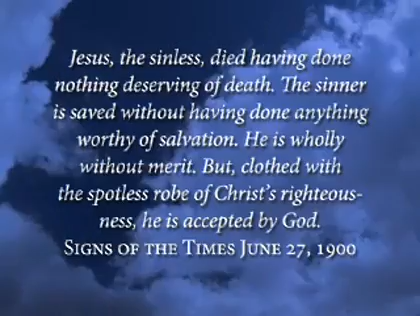 Jesus, the sinless, died having done
nothing deserving of death. The sinner
is saved without having done anything
worthy of salvation. He is wholly
without merit. But, clothed with
the spotless robe of Christ's righteous-
ness, he is accepted by God.
SIGNS OF THE TIMES JUNE 27, 1900